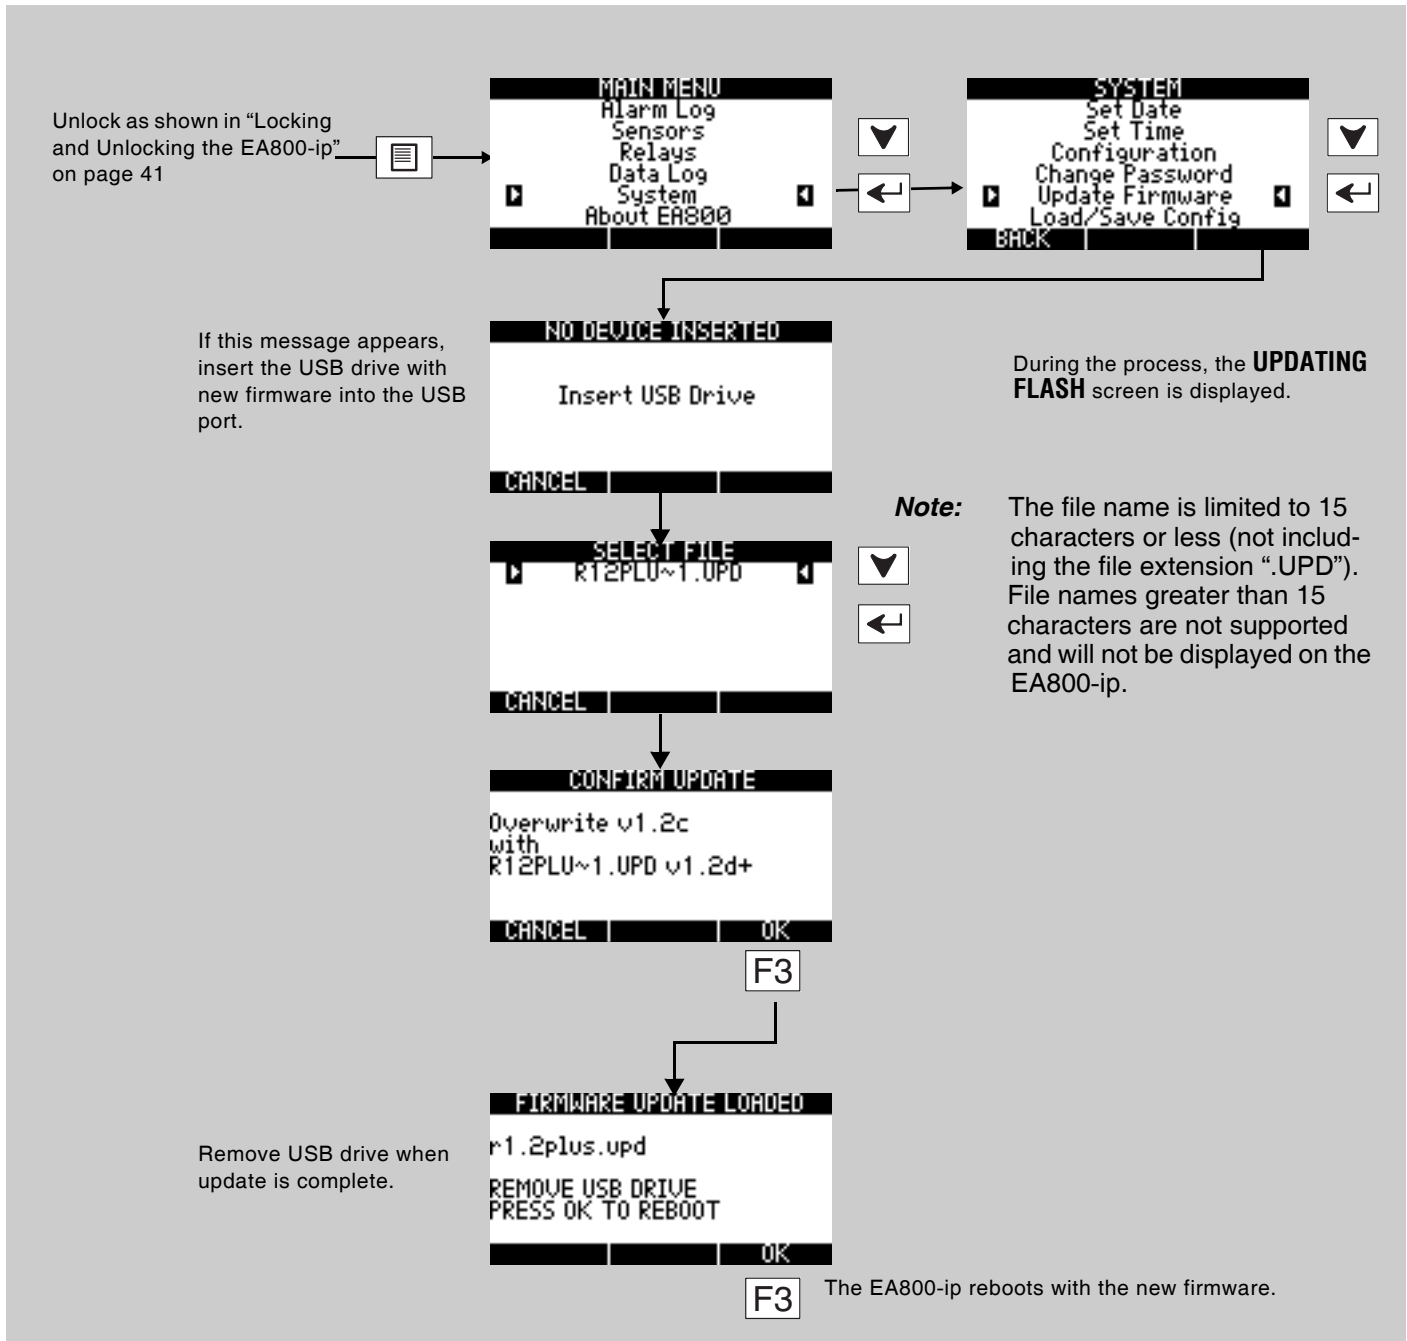 Unlock as shown in “Locking
and Unlocking the EA800-ip”
on page 41
MAIN MENU
Alarm Log
Sensors
Relays
Data Log
System
About EA800
SYSTEM
Set Date
Set Time
Configuration
Change Password
Update Firmware
Load/Save Config
BACK
If this message appears,
insert the USB drive with
new firmware into the USB
port.
NO DEVICE INSERTED
Insert USB Drive
CANCEL
During the process, the UPDATING
FLASH screen is displayed.
SELECT FILE
R12PLU~1.UPD
CANCEL
Note: The file name is limited to 15
characters or less (not includ-
ing the file extension “.UPD”).
File names greater than 15
characters are not supported
and will not be displayed on the
EA800-ip.
CONFIRM UPDATE
Overwrite v1.2c
with
R12PLU~1.UPD v1.2d+
CANCEL OK
F3
Remove USB drive when
update is complete.
FIRMWARE UPDATE LOADED
r1.2plus.upd
REMOVE USB DRIVE
PRESS OK TO REBOOT
OK
F3
The EA800-ip reboots with the new firmware.